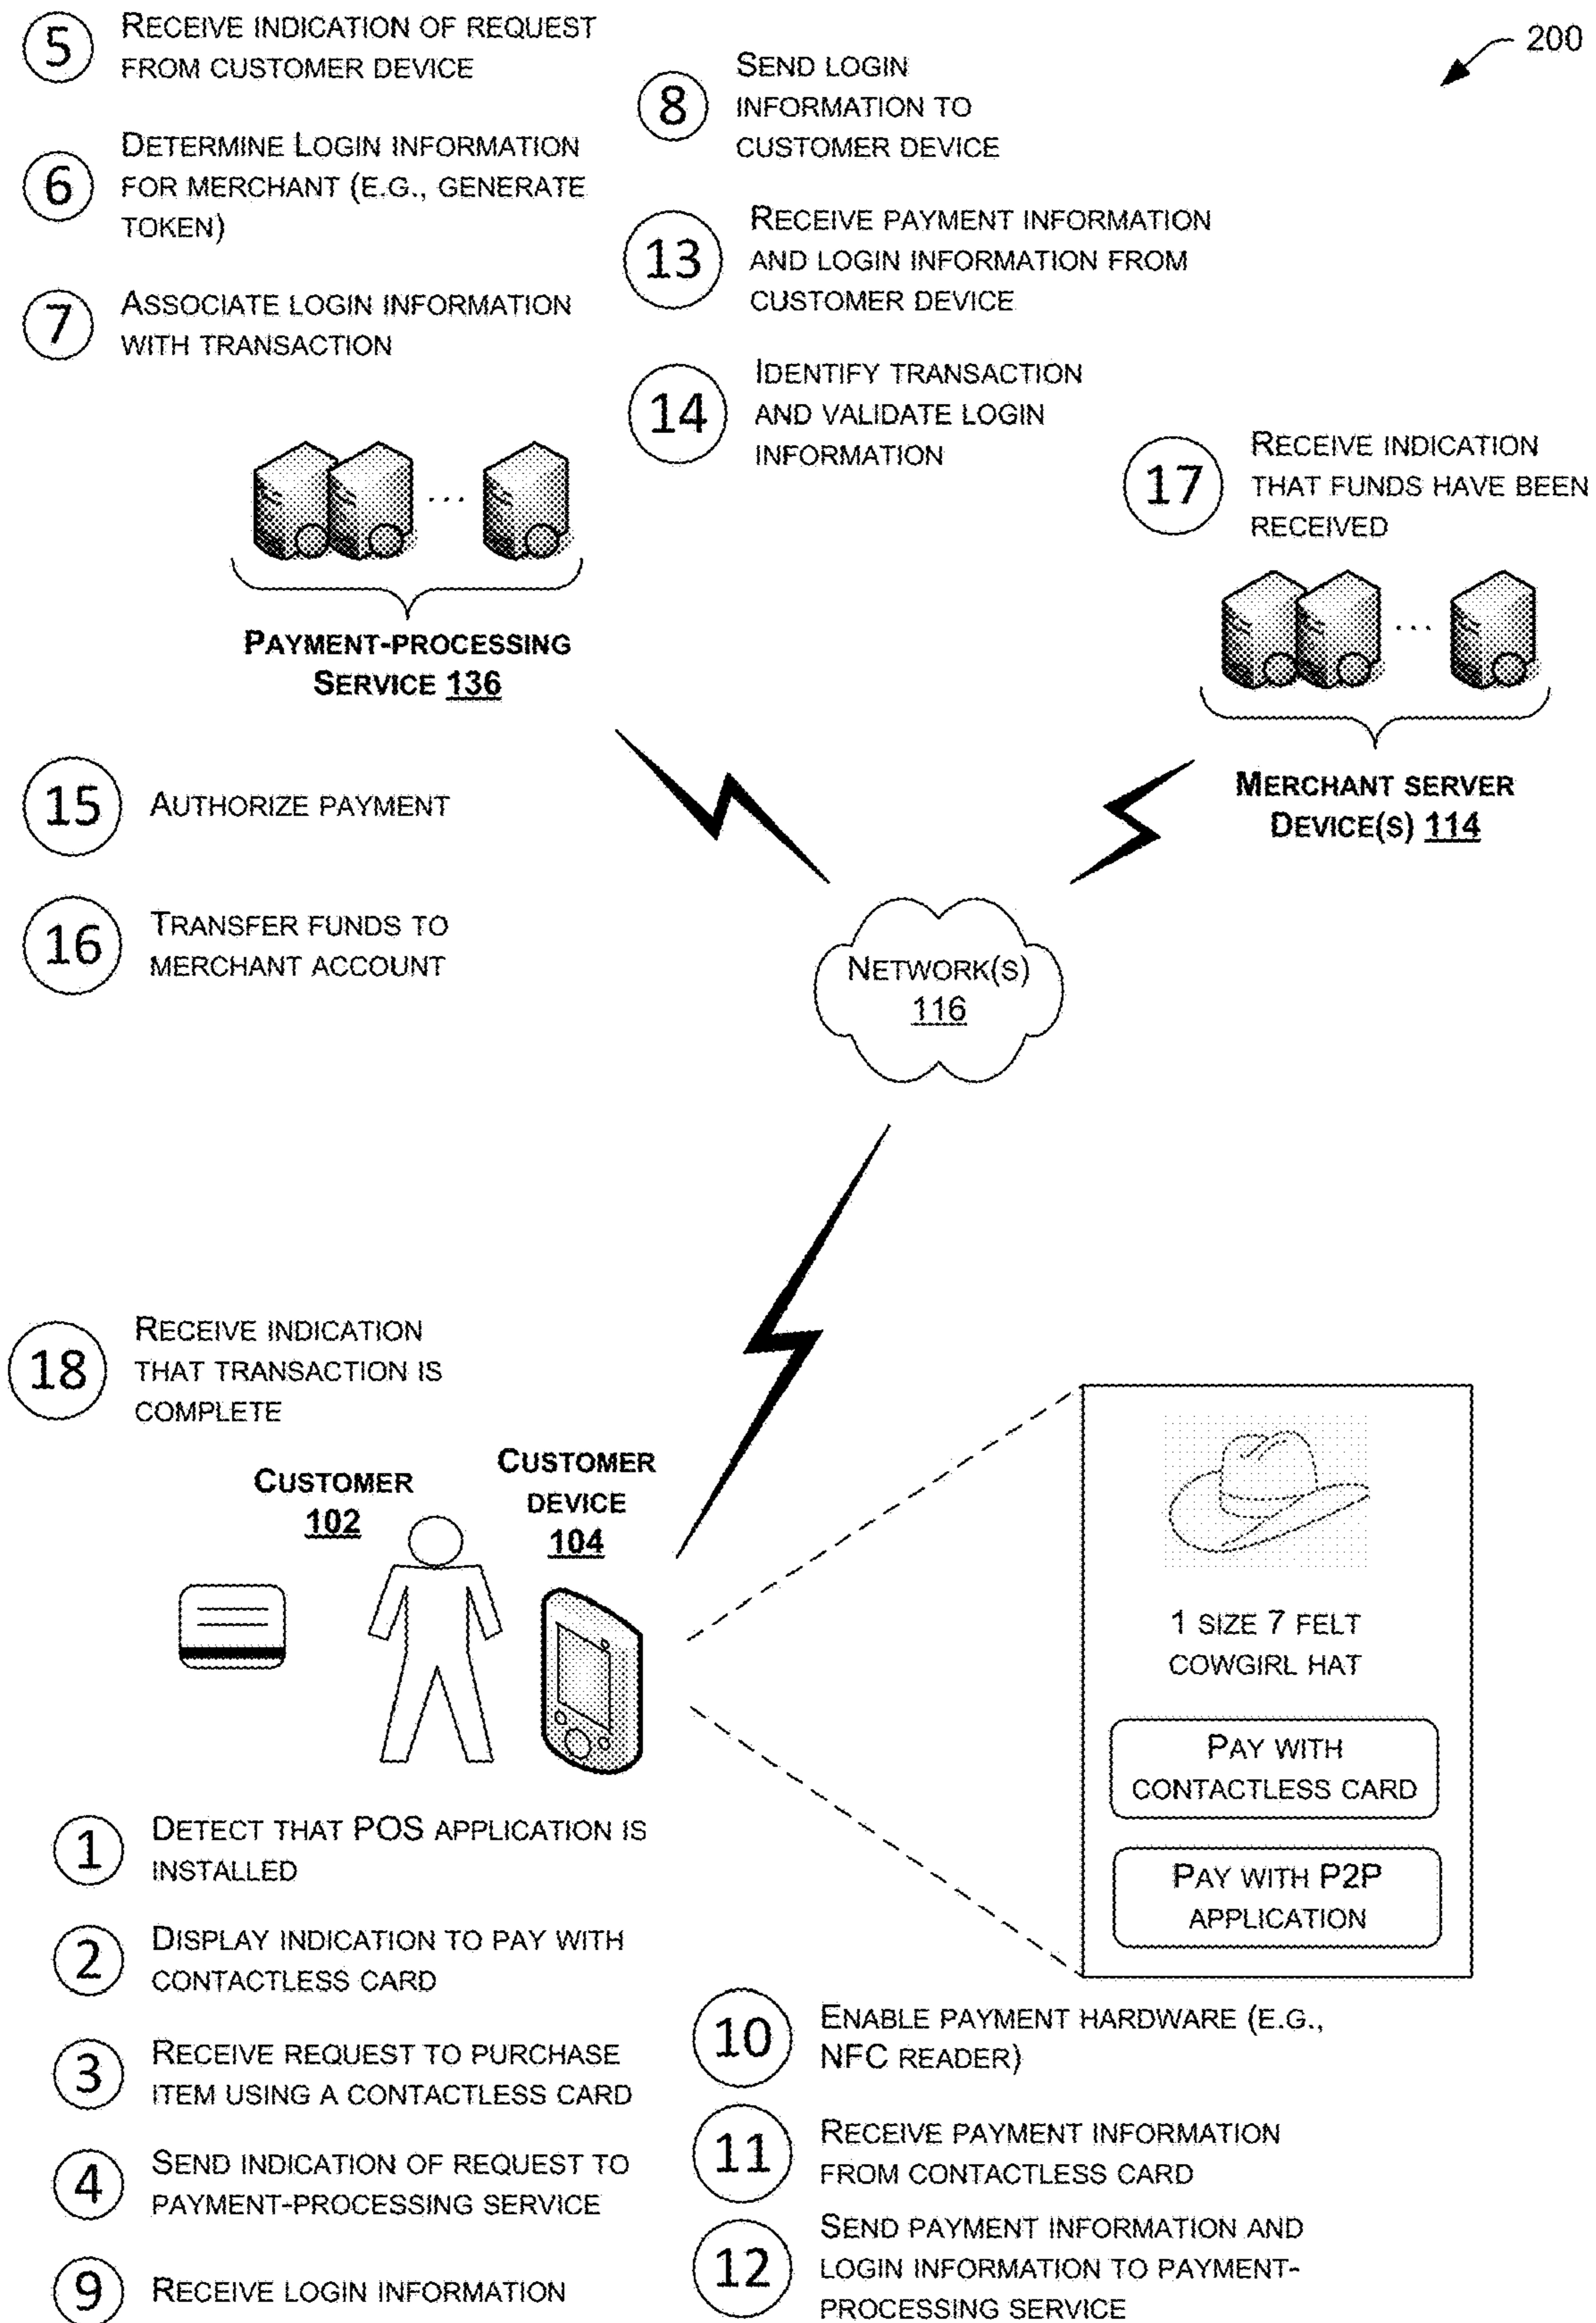 200
5
RECEIVE INDICATION OF REQUEST
FROM CUSTOMER DEVICE
6
DETERMINE LOGIN INFORMATION
FOR MERCHANT (E.G., GENERATE
TOKEN)
7
ASSOCIATE LOGIN INFORMATION
WITH TRANSACTION
8
SEND LOGIN
INFORMATION TO
CUSTOMER DEVICE
13
RECEIVE PAYMENT INFORMATION
AND LOGIN INFORMATION FROM
CUSTOMER DEVICE
14
IDENTIFY TRANSACTION
AND VALIDATE LOGIN
INFORMATION
17
RECEIVE INDICATION
THAT FUNDS HAVE BEEN
RECEIVED
...
PAYMENT-PROCESSING
SERVICE 136
...
MERCHANT SERVER
DEVICE(S) 114
15
AUTHORIZE PAYMENT
16
TRANSFER FUNDS TO
MERCHANT ACCOUNT
NETWORK(S)
116
18
RECEIVE INDICATION
THAT TRANSACTION IS
COMPLETE
CUSTOMER
102
CUSTOMER
DEVICE
104
1 SIZE 7 FELT
COWGIRL HAT
PAY WITH
CONTACTLESS CARD
PAY WITH P2P
APPLICATION
1
DETECT THAT POS APPLICATION IS
INSTALLED
2
DISPLAY INDICATION TO PAY WITH
CONTACTLESS CARD
3
RECEIVE REQUEST TO PURCHASE
ITEM USING A CONTACTLESS CARD
4
SEND INDICATION OF REQUEST TO
PAYMENT-PROCESSING SERVICE
9
RECEIVE LOGIN INFORMATION
10
ENABLE PAYMENT HARDWARE (E.G.,
NFC READER)
11
RECEIVE PAYMENT INFORMATION
FROM CONTACTLESS CARD
12
SEND PAYMENT INFORMATION AND
LOGIN INFORMATION TO PAYMENT-
PROCESSING SERVICE